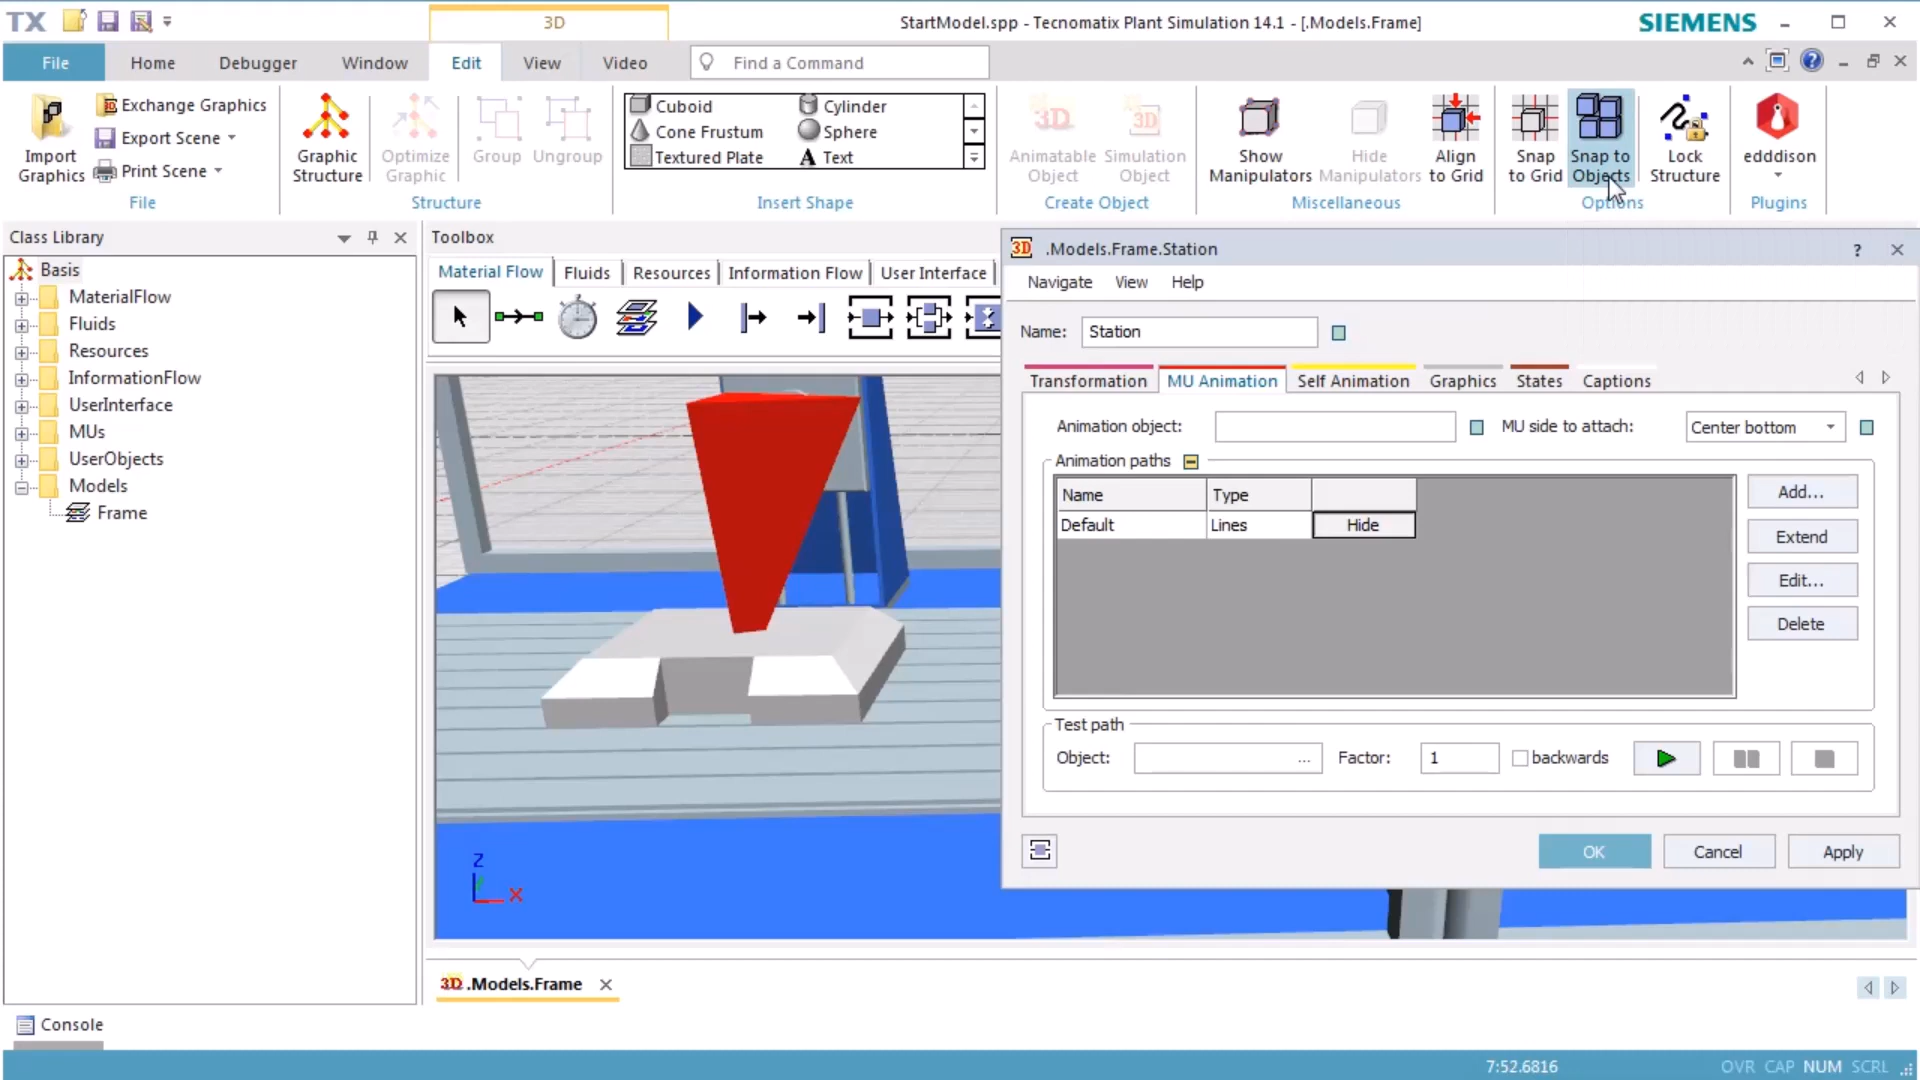 TX
3D
StartModel.spp - Tecnomatix Plant Simulation 14.1 - [.Models.Frame]
SIEMENS
File
Home
Debugger
Window
Edit
View
Video
Find a Command
Import Graphics
Exchange Graphics
Export Scene
Print Scene
File
Graphic Structure
Optimize Graphic
Group
Ungroup
Structure
Cuboid
Cylinder
Cone Frustum
Sphere
Textured Plate
A Text
Insert Shape
3D
Animatable Object
3D
Simulation Object
Create Object
Show Manipulators
Hide Manipulators
Align to Grid
Miscellaneous
Snap to Grid
Snap to Objects
Lock Structure
Options
edddison
Plugins
Class Library
Basis
MaterialFlow
Fluids
Resources
InformationFlow
UserInterface
MUs
UserObjects
Models
Frame
Toolbox
Material Flow
Fluids
Resources
Information Flow
User Interface
Z
X
3D .Models.Frame.Station
?
Navigate
View
Help
Name:
Station
Transformation
MU Animation
Self Animation
Graphics
States
Captions
Animation object:
MU side to attach:
Center bottom
Animation paths
Name
Type
Default
Lines
Hide
Add...
Extend
Edit...
Delete
Test path
Object:
...
Factor:
1
backwards
OK
Cancel
Apply
3D .Models.Frame
Console
7:52.6816
OVR CAP NUM SCRL